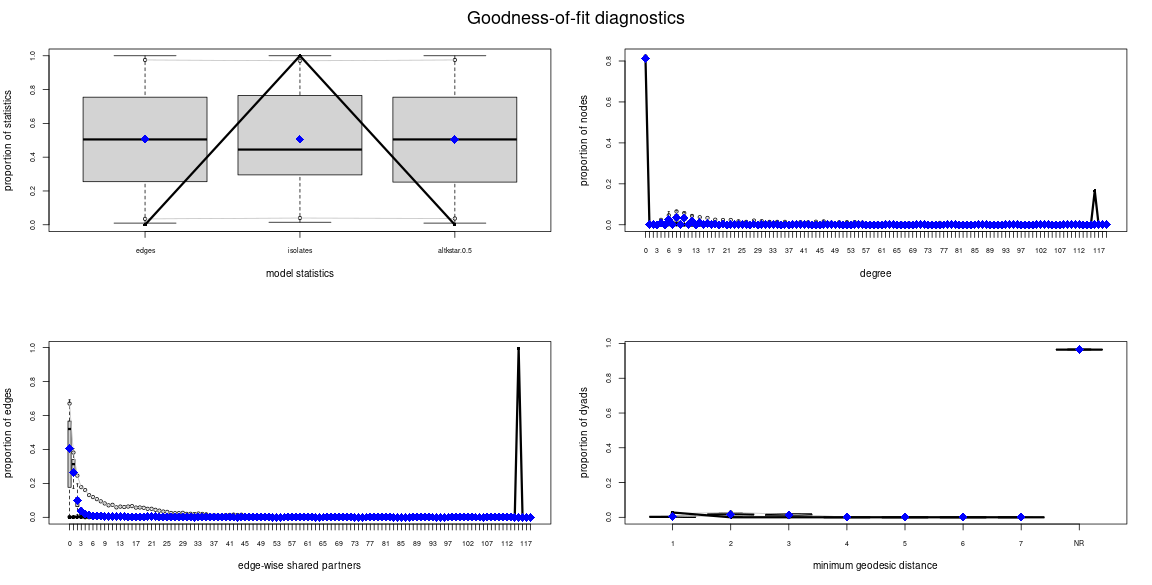 Goodness-of-fit diagnostics
proportion of statistics
0.0 0.2 0.4 0.6 0.8 1.0
edges isolates altkstar.0.5
model statistics
proportion of nodes
0.0 0.2 0.4 0.6 0.8
0 3 6 9 13 17 21 25 29 33 37 41 45 49 53 57 61 65 69 73 77 81 85 89 93 97 102 107 112 117
degree
proportion of edges
0.0 0.2 0.4 0.6 0.8 1.0
0 3 6 9 13 17 21 25 29 33 37 41 45 49 53 57 61 65 69 73 77 81 85 89 93 97 102 107 112 117
edge-wise shared partners
proportion of dyads
0.0 0.2 0.4 0.6 0.8 1.0
1 2 3 4 5 6 7 NR
minimum geodesic distance